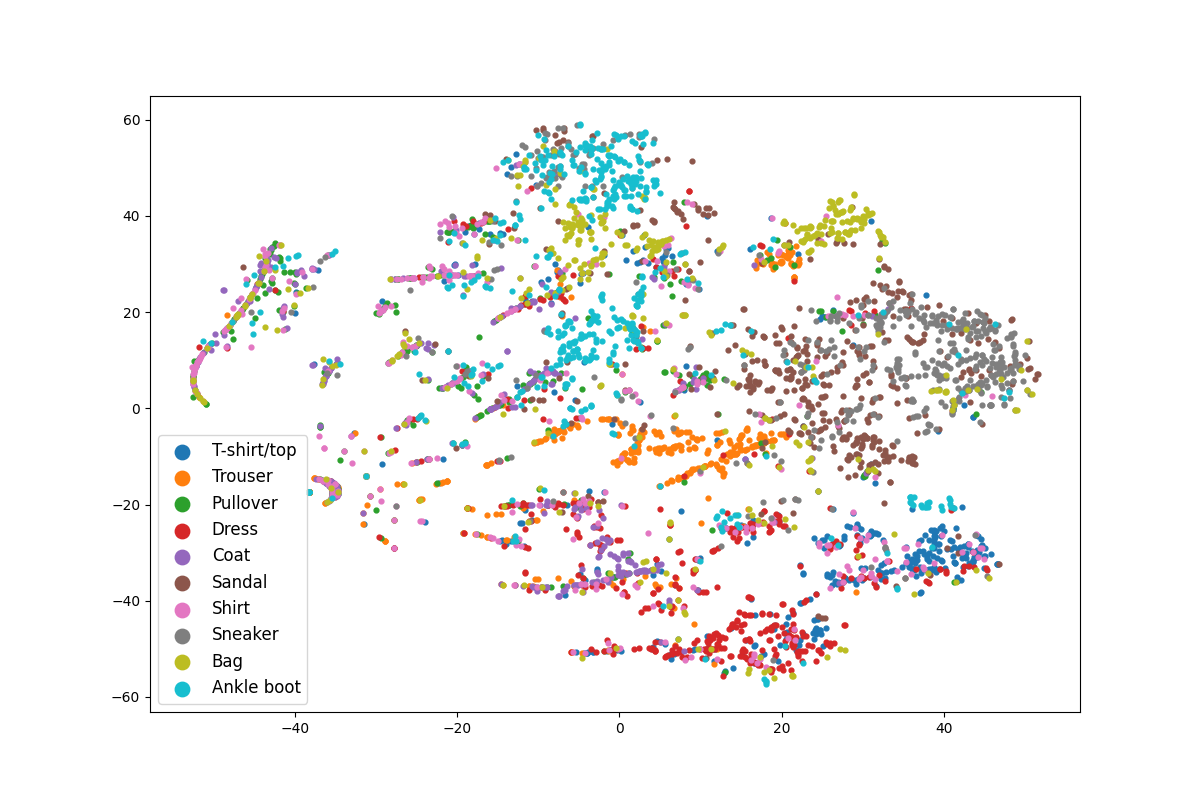 60
40
20
0
−20
−40
−60
−40
−20
0
20
40
T-shirt/top
Trouser
Pullover
Dress
Coat
Sandal
Shirt
Sneaker
Bag
Ankle boot